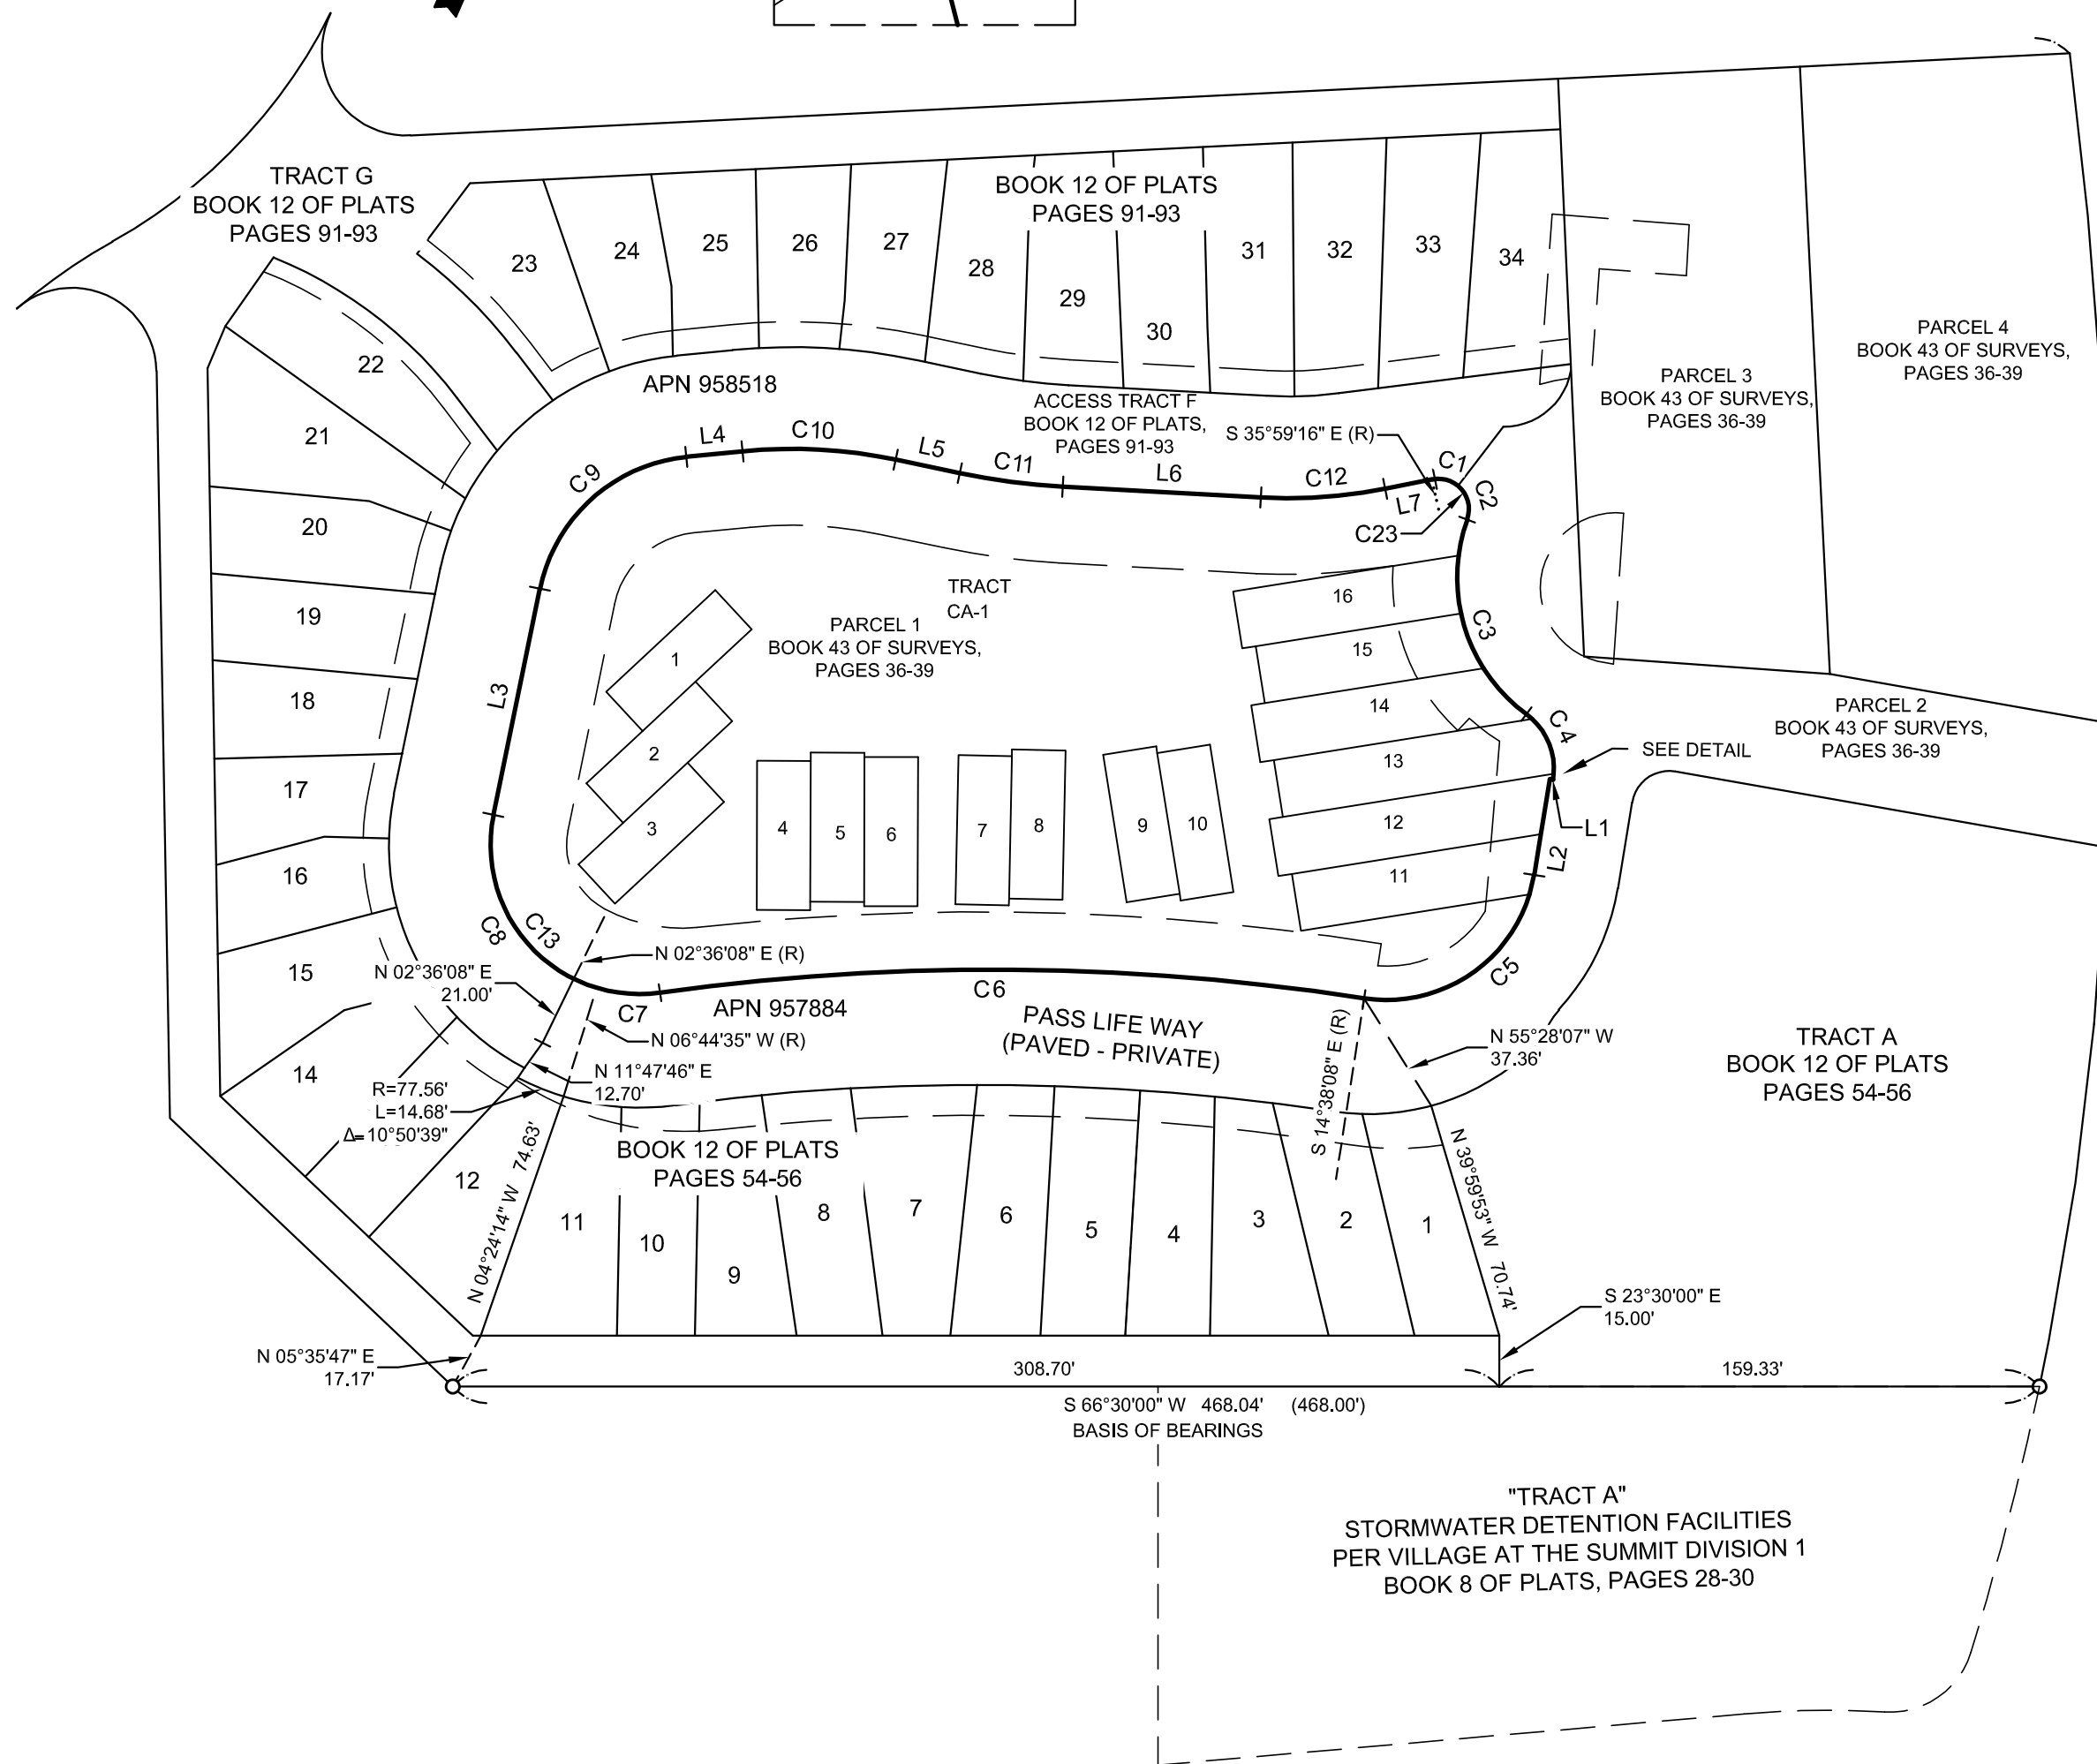 TRACT G
BOOK 12 OF PLATS
PAGES 91-93
BOOK 12 OF PLATS
PAGES 91-93
23
24
25
26
27
28
29
30
31
32
33
34
22
21
20
19
18
17
16
15
14
12
11
10
9
8
7
6
5
4
3
2
1
APN 958518
ACCESS TRACT F
BOOK 12 OF PLATS,
PAGES 91-93
S 35°59'16" E (R)
PARCEL 3
BOOK 43 OF SURVEYS,
PAGES 36-39
PARCEL 4
BOOK 43 OF SURVEYS,
PAGES 36-39
PARCEL 2
BOOK 43 OF SURVEYS,
PAGES 36-39
C9
L4
C10
L5
C11
L6
C12
L7
C1
C2
C23
C3
C4
SEE DETAIL
L1
L2
C5
C6
C7
C13
C8
L3
TRACT
CA-1
PARCEL 1
BOOK 43 OF SURVEYS,
PAGES 36-39
1
2
3
4
5
6
7
8
9
10
16
15
14
13
12
11
N 02°36'08" E (R)
N 02°36'08" E
21.00'
APN 957884
N 06°44'35" W (R)
N 11°47'46" E
12.70'
R=77.56'
L=14.68'
Δ=10°50'39"
PASS LIFE WAY
(PAVED - PRIVATE)
S 14°38'08" E (R)
N 55°28'07" W
37.36'
TRACT A
BOOK 12 OF PLATS
PAGES 54-56
BOOK 12 OF PLATS
PAGES 54-56
N 04°24'14" W 74.63'
N 39°59'53" W 70.74'
S 23°30'00" E
15.00'
N 05°35'47" E
17.17'
308.70'
159.33'
S 66°30'00" W 468.04' (468.00')
BASIS OF BEARINGS
"TRACT A"
STORMWATER DETENTION FACILITIES
PER VILLAGE AT THE SUMMIT DIVISION 1
BOOK 8 OF PLATS, PAGES 28-30